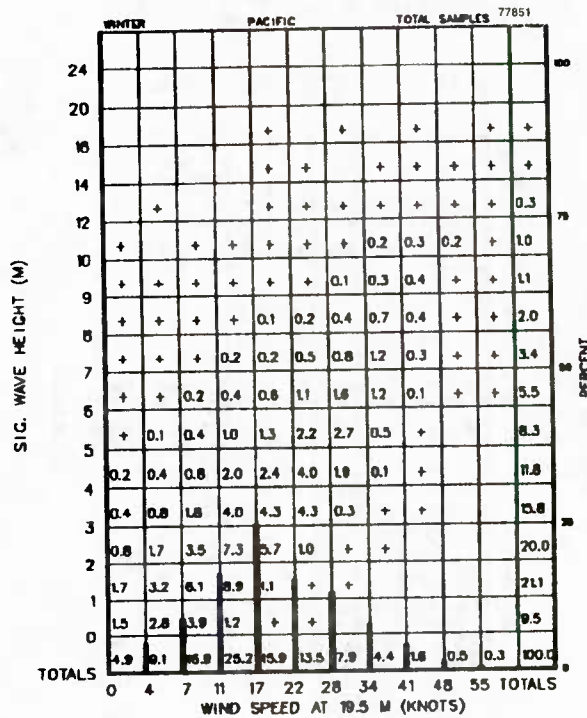 WINTER PACIFIC TOTAL SAMPLES 77851
100
24
20
+ + + + +
16
+ + + + + + +
14
+ + + + + + + + 0.3
12
75
+ + + + + + 0.2 0.3 0.2 + 1.0
10
+ + + + + + 0.1 0.3 0.4 + + 1.1
9
+ + + + 0.1 0.2 0.4 0.7 0.4 + + 2.0
8
+ + + 0.2 0.2 0.5 0.8 1.2 0.3 + + 3.4
7
50
+ + 0.2 0.4 0.6 1.1 1.6 1.2 0.1 + + 5.5
6
+ 0.1 0.4 1.0 1.3 2.2 2.7 0.5 + 8.3
5
0.2 0.4 0.8 2.0 2.4 4.0 1.9 0.1 + 11.8
4
0.4 0.8 1.8 4.0 4.3 4.3 0.3 + + 15.8
3
0.8 1.7 3.5 7.3 5.7 1.0 + + 20.0
2
1.7 3.2 6.1 8.9 1.1 + + 21.1
1
1.5 2.8 3.9 1.2 + + 9.5
0
4.9 9.1 16.9 25.2 15.9 13.5 7.9 4.4 1.6 0.5 0.3 100.0
0
TOTALS
0 4 7 11 17 22 28 34 41 48 55 TOTALS
WIND SPEED AT 19.5 M (KNOTS)
SIG. WAVE HEIGHT (M)
PERCENT